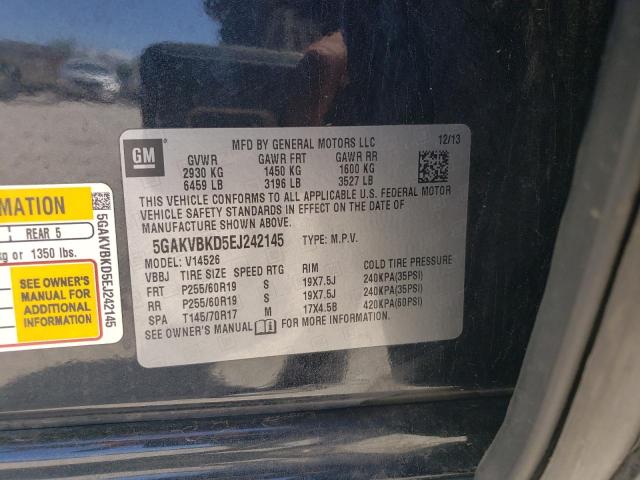 GM
MFD BY GENERAL MOTORS LLC 12/13
GVWR GAWR FRT GAWR RR
2930 KG 1450 KG 1600 KG
6459 LB 3196 LB 3527 LB
THIS VEHICLE CONFORMS TO ALL APPLICABLE U.S. FEDERAL MOTOR
VEHICLE SAFETY STANDARDS IN EFFECT ON THE DATE OF
MANUFACTURE SHOWN ABOVE.
5GAKVBKD5EJ242145 TYPE: M.P.V.
MODEL: V14526
VBBJ TIRE SIZE SPEED RTG RIM COLD TIRE PRESSURE
FRT P255/60R19 S 19X7.5J 240KPA(35PSI)
RR P255/60R19 S 19X7.5J 240KPA(35PSI)
SPA T145/70R17 M 17X4.5B 420KPA(60PSI)
SEE OWNER'S MANUAL FOR MORE INFORMATION.
REAR 5
kg or 1350 lbs.
SEE OWNER'S
MANUAL FOR
ADDITIONAL
INFORMATION
5GAKVBKD5EJ242145